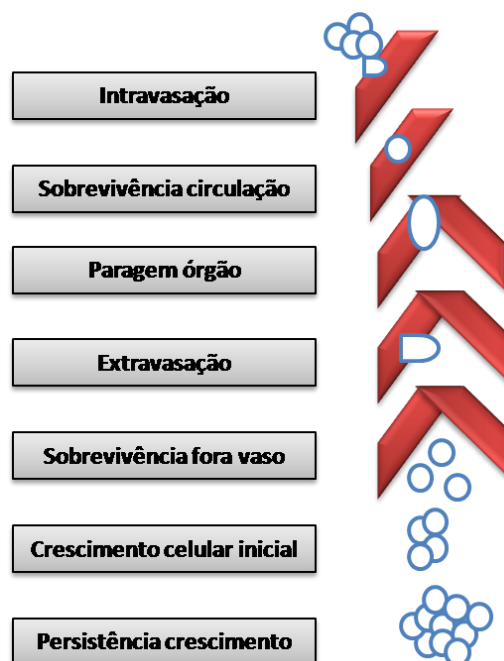 Intravasação
Sobrevivência circulação
Paragem órgão
Extravasação
Sobrevivência fora vaso
Crescimento celular inicial
Persistência crescimento